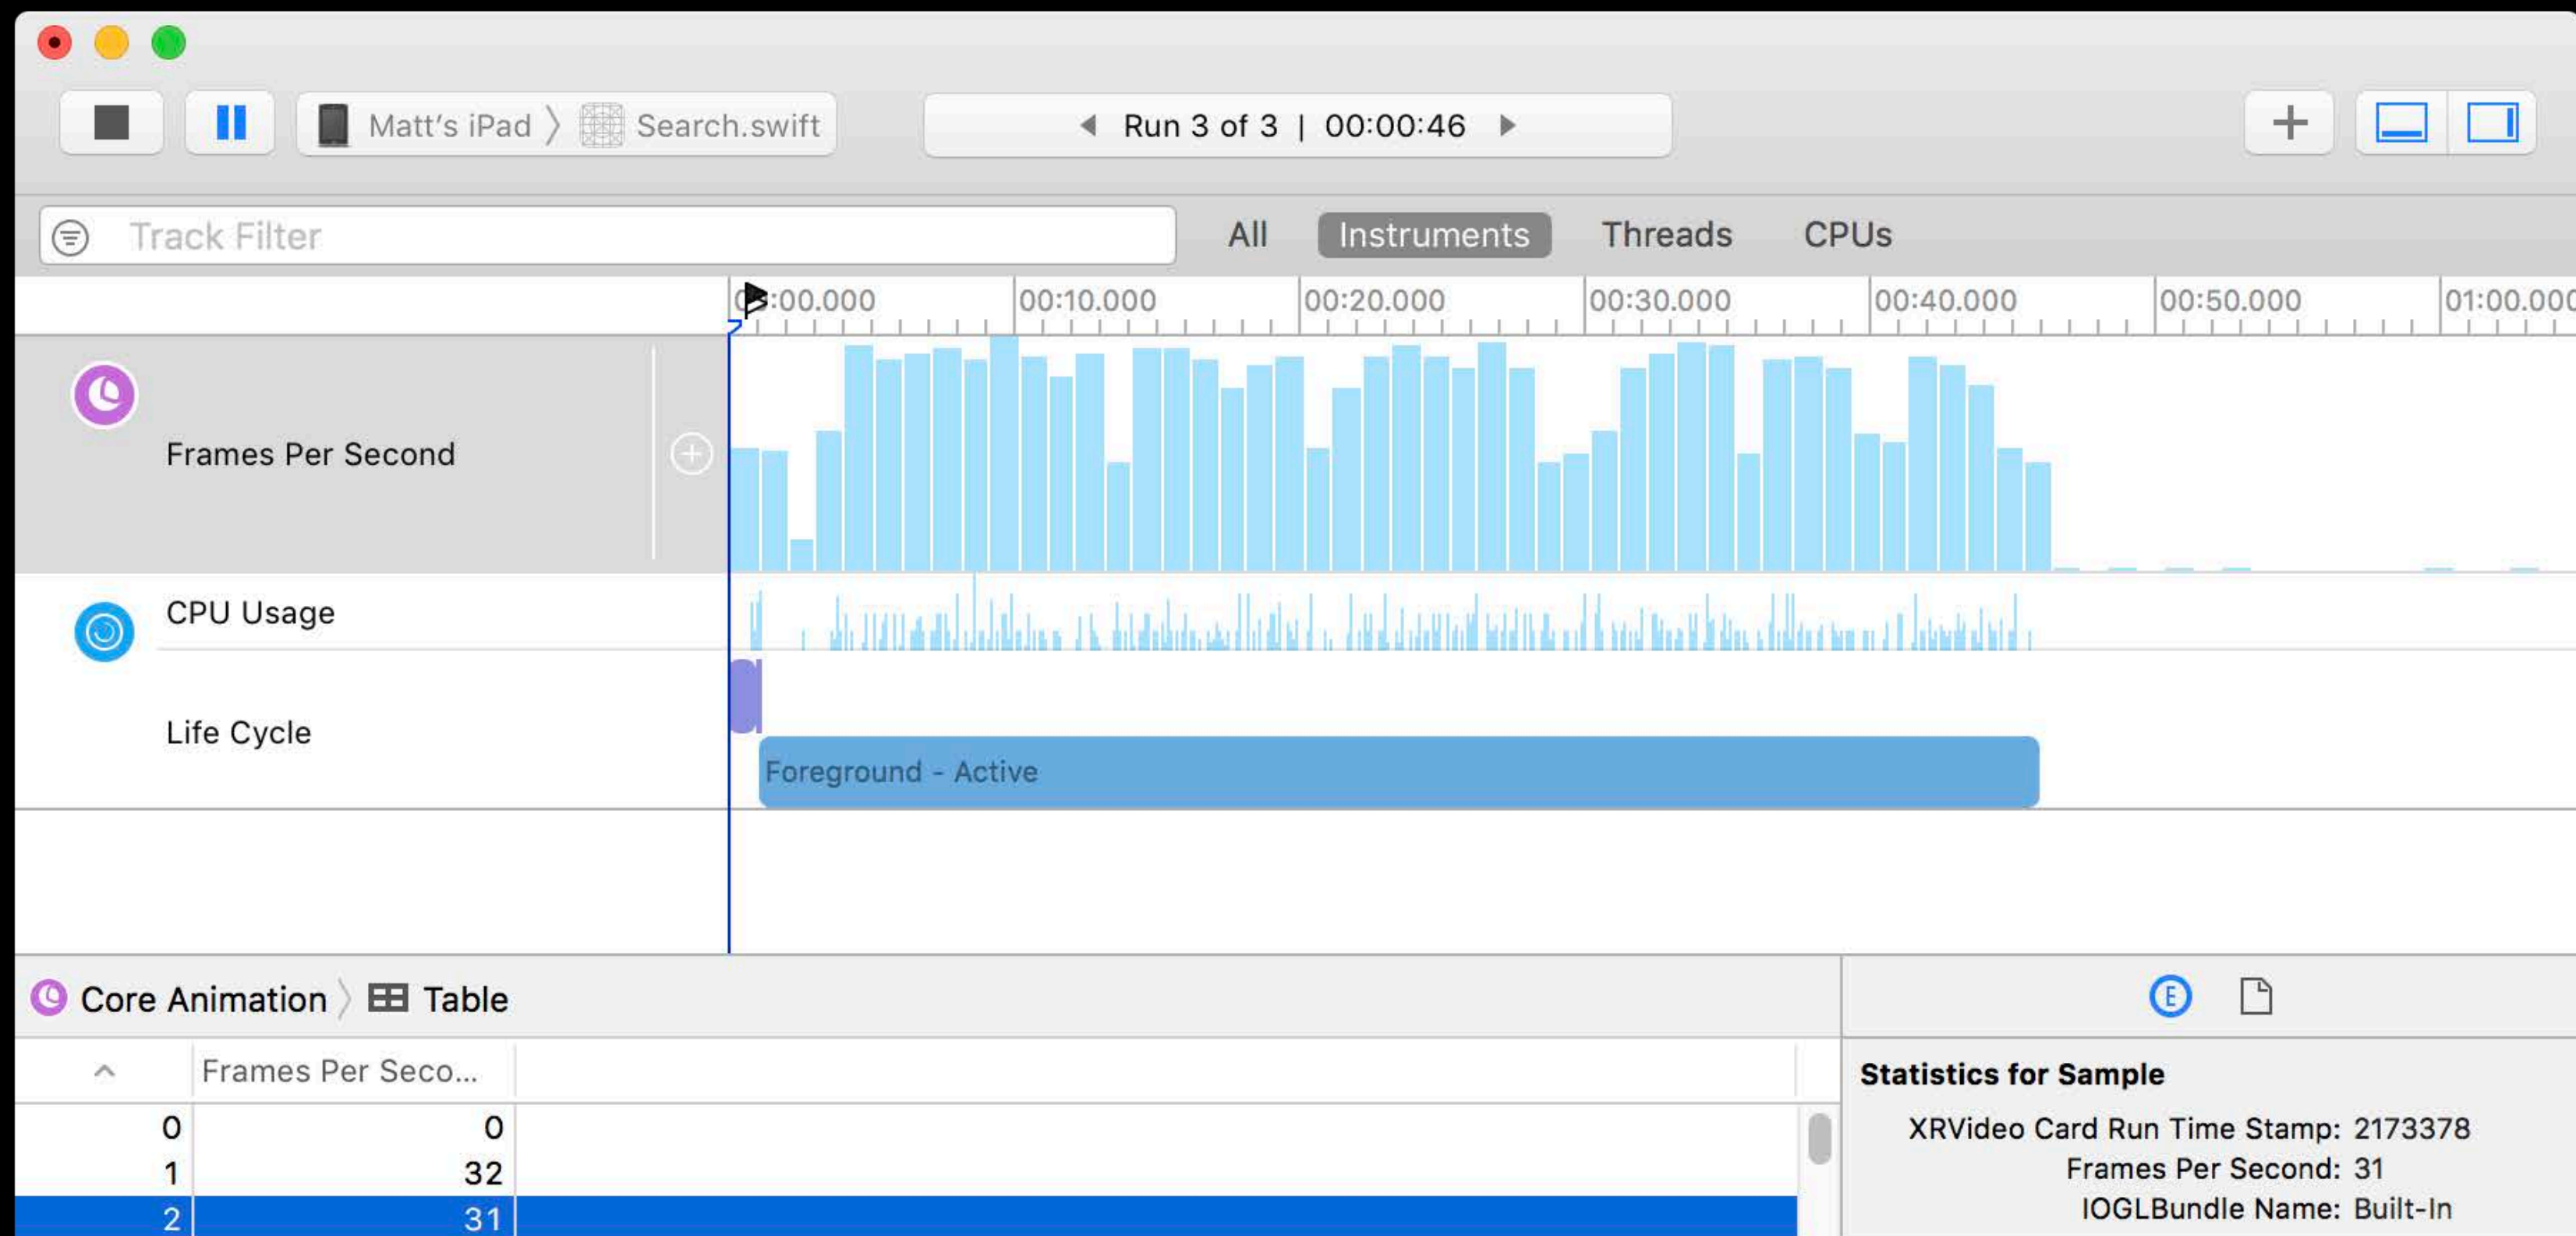 Matt's iPad 〉 Search.swift
Run 3 of 3 | 00:00:46
Track Filter
All Instruments Threads CPUs
:00.000 00:10.000 00:20.000 00:30.000 00:40.000 00:50.000 01:00.000
Frames Per Second
CPU Usage
Life Cycle
Foreground - Active
Core Animation 〉 Table
Frames Per Seco...
Statistics for Sample
0 0
XRVideo Card Run Time Stamp: 2173378
1 32
Frames Per Second: 31
2 31
IOGLBundle Name: Built-In